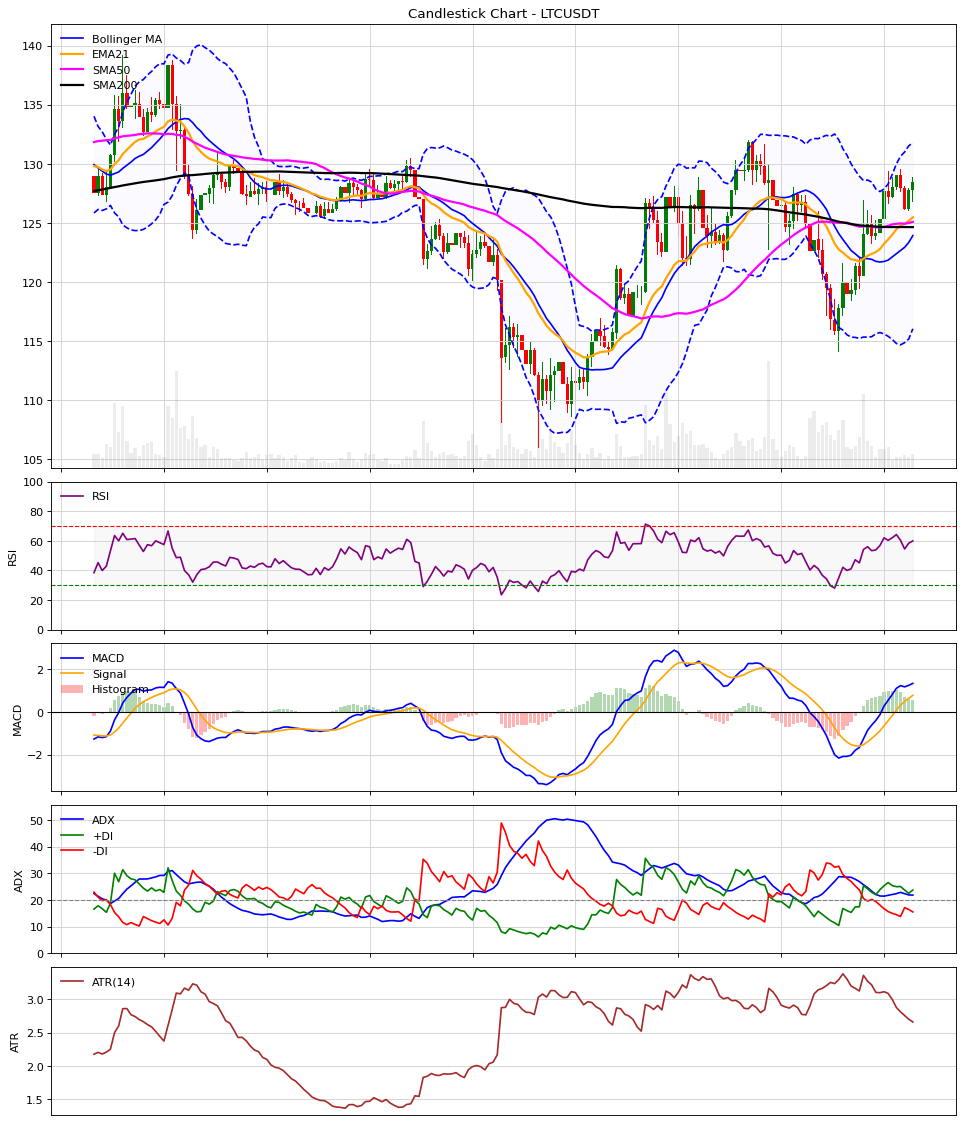 Candlestick Chart - LTCUSDT
Bollinger MA
EMA21
SMA50
SMA200
140
135
130
125
120
115
110
105
RSI
100
80
60
40
20
0
RSI
MACD
Signal
Histogram
2
0
−2
MACD
ADX
+DI
-DI
50
40
30
20
10
0
ADX
ATR(14)
3.0
2.5
2.0
1.5
ATR